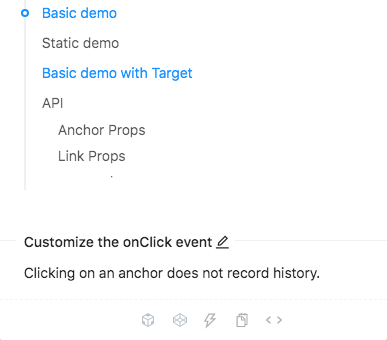 Basic demo
Static demo
Basic demo with Target
API
Anchor Props
Link Props
Customize the onClick event
Clicking on an anchor does not record history.